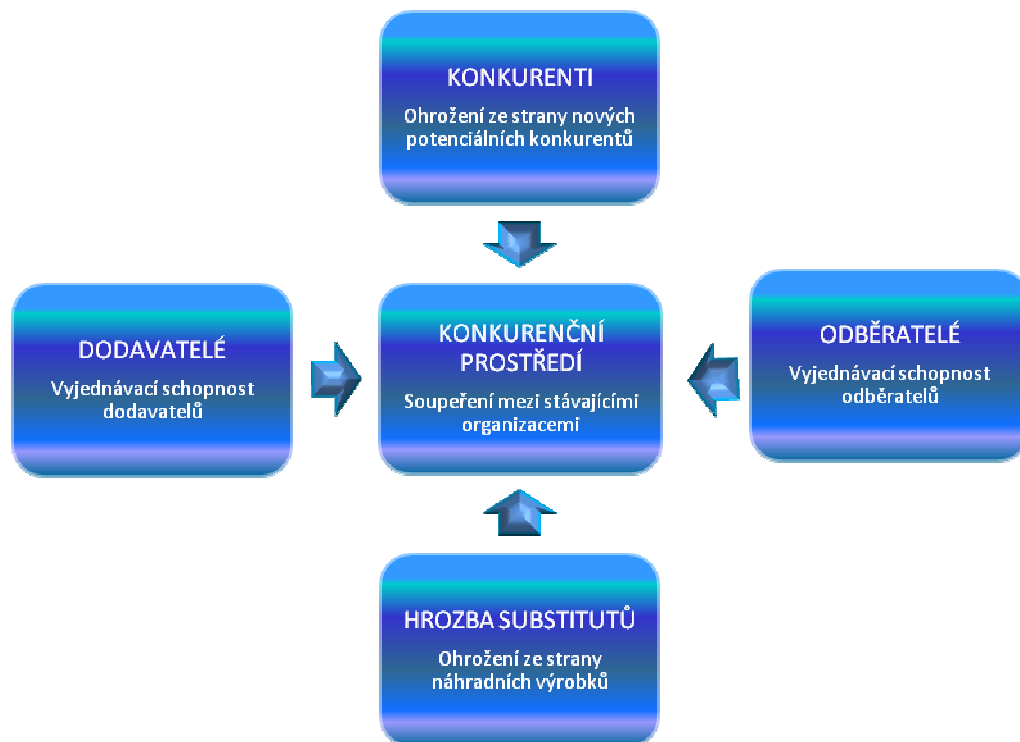 KONKURENTI
Ohrožení ze strany nových
potenciálních konkurentů
DODAVATELÉ
Vyjednávací schopnost
dodavatelů
KONKURENČNÍ
PROSTŘEDÍ
Soupeření mezi stávajícími
organizacemi
ODBĚRATELÉ
Vyjednávací schopnost
odběratelů
HROZBA SUBSTITUTŮ
Ohrožení ze strany
náhradních výrobků